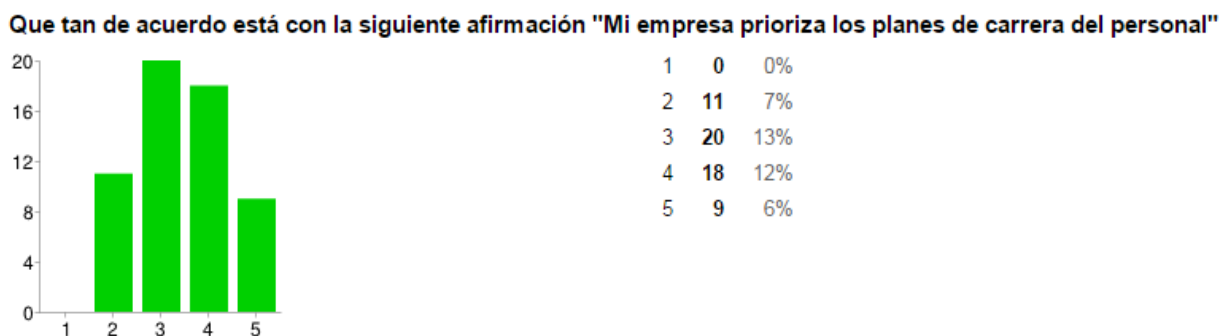 Que tan de acuerdo está con la siguiente afirmación "Mi empresa prioriza los planes de carrera del personal"
20
16
12
8
4
0
1 2 3 4 5
1 0 0%
2 11 7%
3 20 13%
4 18 12%
5 9 6%